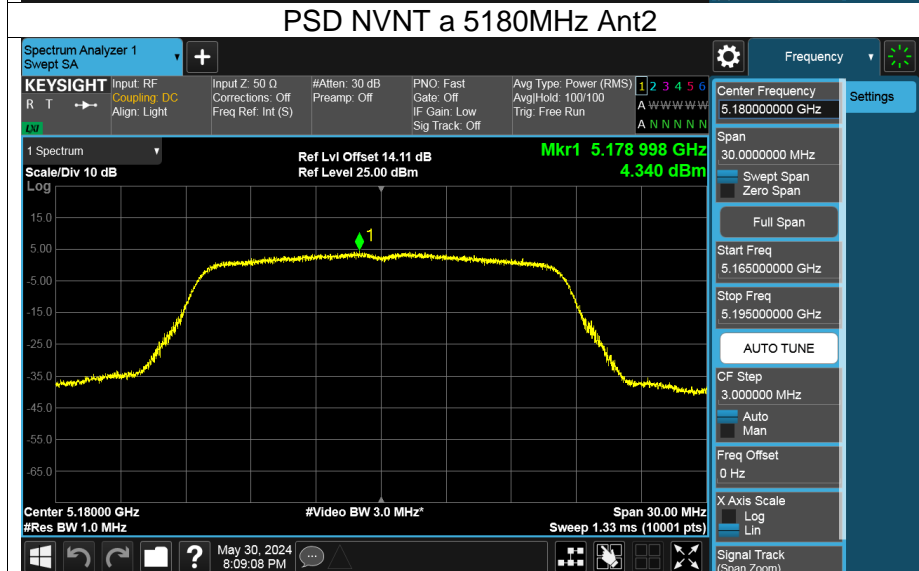 PSD NVNT a 5180MHz Ant2
Spectrum Analyzer 1
Swept SA
+
Frequency
KEYSIGHT
R T
LXI
Input: RF
Coupling: DC
Align: Light
Input Z: 50 Ω
Corrections: Off
Freq Ref: Int (S)
#Atten: 30 dB
Preamp: Off
PNO: Fast
Gate: Off
IF Gain: Low
Sig Track: Off
Avg Type: Power (RMS)
Avg|Hold: 100/100
Trig: Free Run
1 2 3 4 5 6
A W W W W W
A N N N N N
1 Spectrum
Scale/Div 10 dB
Log
Ref Lvl Offset 14.11 dB
Ref Level 25.00 dBm
Mkr1 5.178 998 GHz
4.340 dBm
15.0
5.00
-5.00
-15.0
-25.0
-35.0
-45.0
-55.0
-65.0
1
Center 5.18000 GHz
#Res BW 1.0 MHz
#Video BW 3.0 MHz*
Span 30.00 MHz
Sweep 1.33 ms (10001 pts)
?
May 30, 2024
8:09:08 PM
Center Frequency
5.180000000 GHz
Settings
Span
30.0000000 MHz
Swept Span
Zero Span
Full Span
Start Freq
5.165000000 GHz
Stop Freq
5.195000000 GHz
AUTO TUNE
CF Step
3.000000 MHz
Auto
Man
Freq Offset
0 Hz
X Axis Scale
Log
Lin
Signal Track
(Span Zoom)